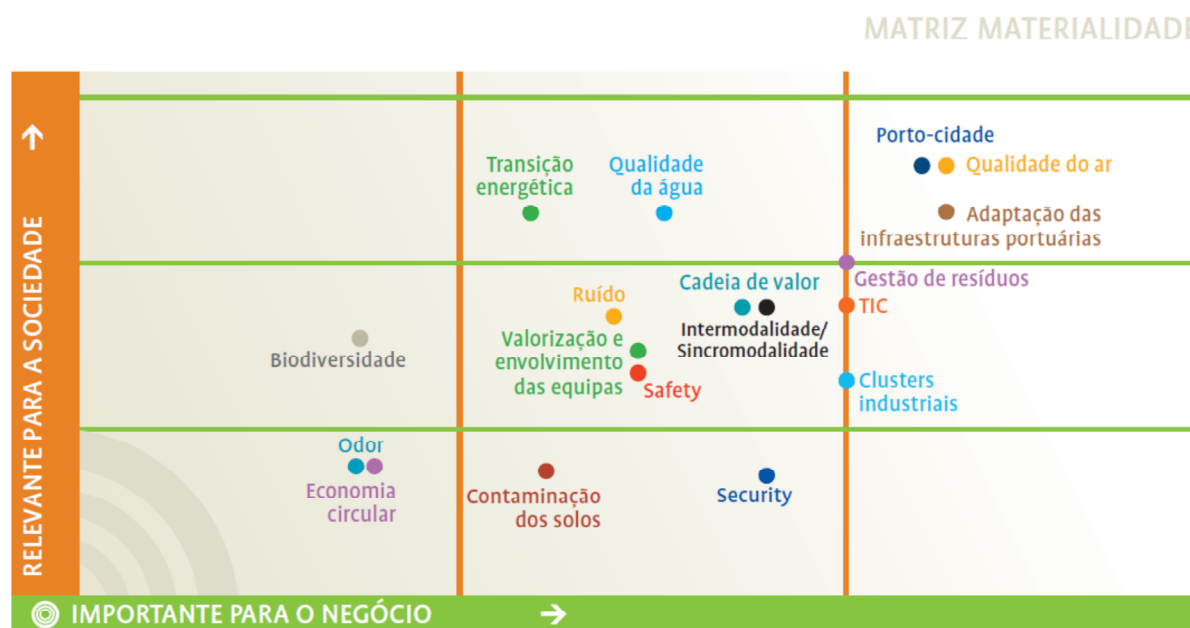 MATRIZ MATERIALIDADE
RELEVANTE PARA A SOCIEDADE →
Porto-cidade
Qualidade do ar
Transição
energética
Qualidade
da água
Adaptação das
infraestruturas portuárias
Gestão de resíduos
Cadeia de valor
Ruído
TIC
Intermodalidade/
Sincromodalidade
Valorização e
envolvimento
das equipas
Biodiversidade
Safety
Clusters
industriais
Odor
Economia
circular
Contaminação
dos solos
Security
IMPORTANTE PARA O NEGÓCIO →